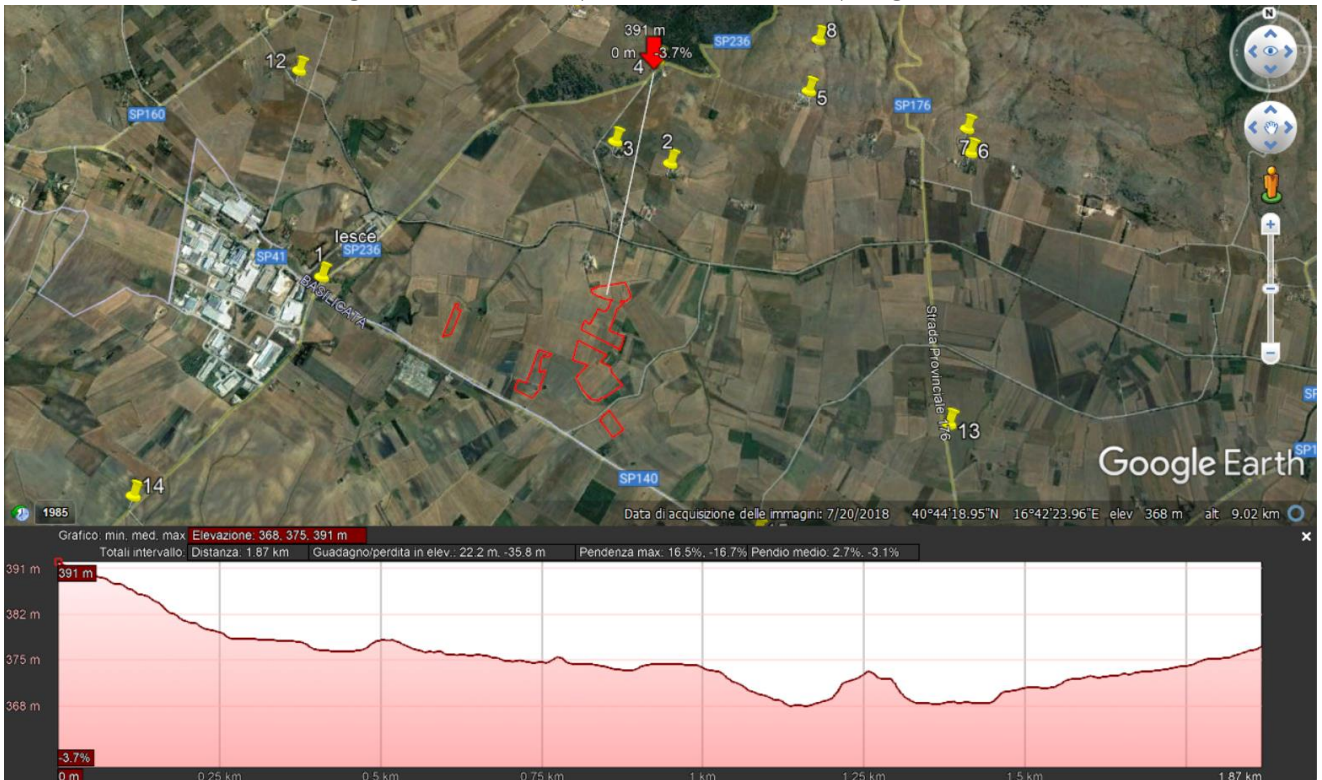 391 m
0 m -3.7%
4
8
SP236
12
5
SP160
SP176
3
2
7
6
N
Iesce
SP236
SP41
1
BASILICATA
Strada Provinciale 176
13
SP140
14
Google Earth
1985
Data di acquisizione delle immagini: 7/20/2018 40°44'18.95"N 16°42'23.96"E elev 368 m alt 9.02 km
Grafico: min. med. max Elevazione: 368, 375, 391 m
Totali intervallo: Distanza: 1.87 km Guadagno/perdita in elev.: 22.2 m, -35.8 m Pendenza max: 16.5%, -16.7% Pendio medio: 2.7%, -3.1%
391 m
391 m
382 m
375 m
368 m
-3.7%
0 m 0.25 km 0.5 km 0.75 km 1 km 1.25 km 1.5 km 1.87 km